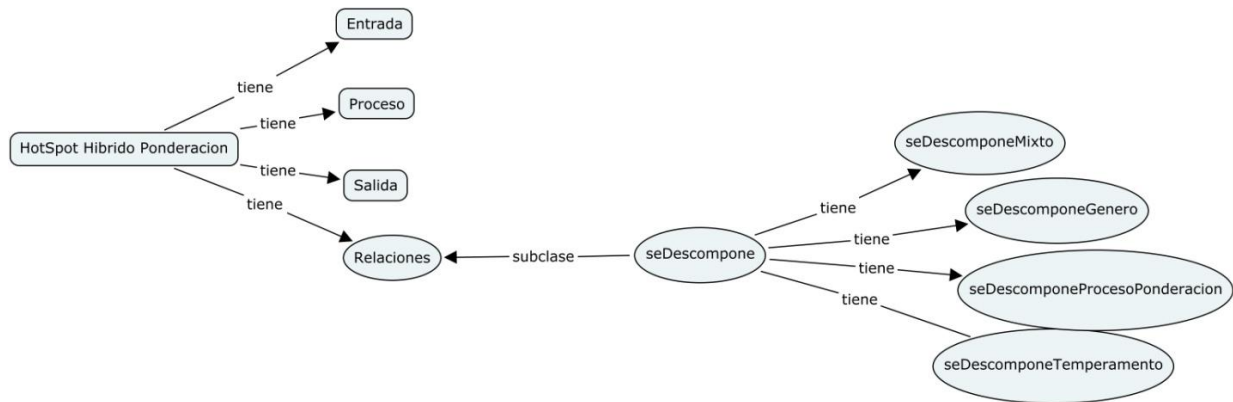 Entrada
tiene
Proceso
tiene
HotSpot Hibrido Ponderacion
tiene
Salida
tiene
Relaciones
subclase
seDescompone
tiene
seDescomponeMixto
tiene
seDescomponeGenero
tiene
seDescomponeProcesoPonderacion
tiene
seDescomponeTemperamento